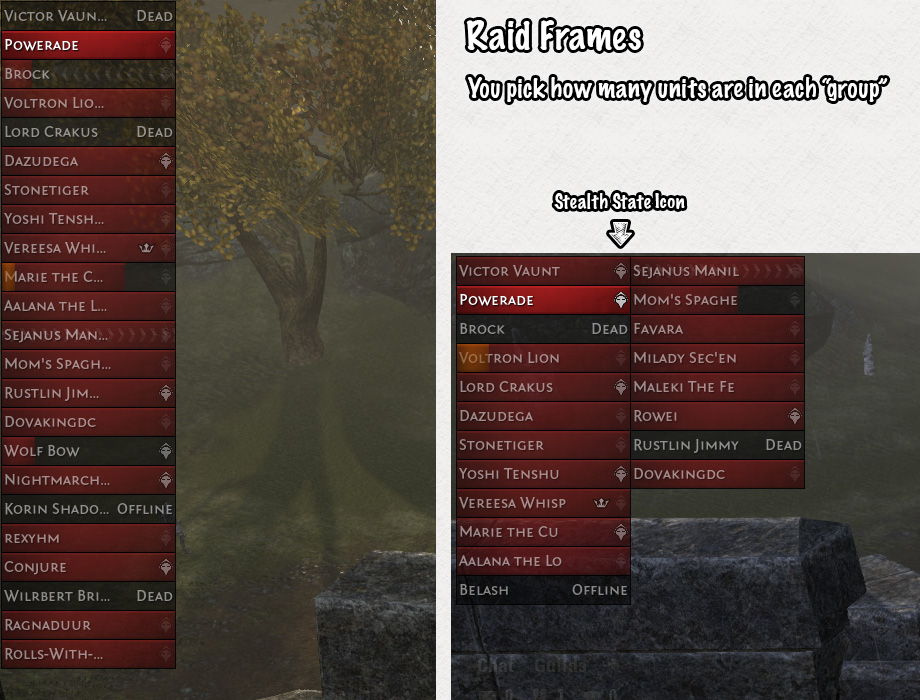 Victor Vaun... Dead
Powerade
Brock
Voltron Lio...
Lord Crakus Dead
Dazudega
Stonetiger
Yoshi Tensh...
Vereesa Whi...
Marie the C...
Aalana the L...
Sejanus Man...
Mom's Spagh...
Rustlin Jim...
Dovakingdc
Wolf Bow
Nightmarch...
Korin Shado... Offline
rexyhm
Conjure
Wilrbert Bri... Dead
Ragnaduur
Rolls-With-...
Raid Frames
You pick how many units are in each "group"
Stealth State Icon
Victor Vaunt
Powerade
Brock Dead
Voltron Lion
Lord Crakus
Dazudega
Stonetiger
Yoshi Tenshu
Vereesa Whisp
Marie the Cu
Aalana the Lo
Belash Offline
Sejanus Manil
Mom's Spaghe
Favara
Milady Sec'en
Maleki The Fe
Rowei
Rustlin Jimmy Dead
Dovakingdc
Chat Guilds